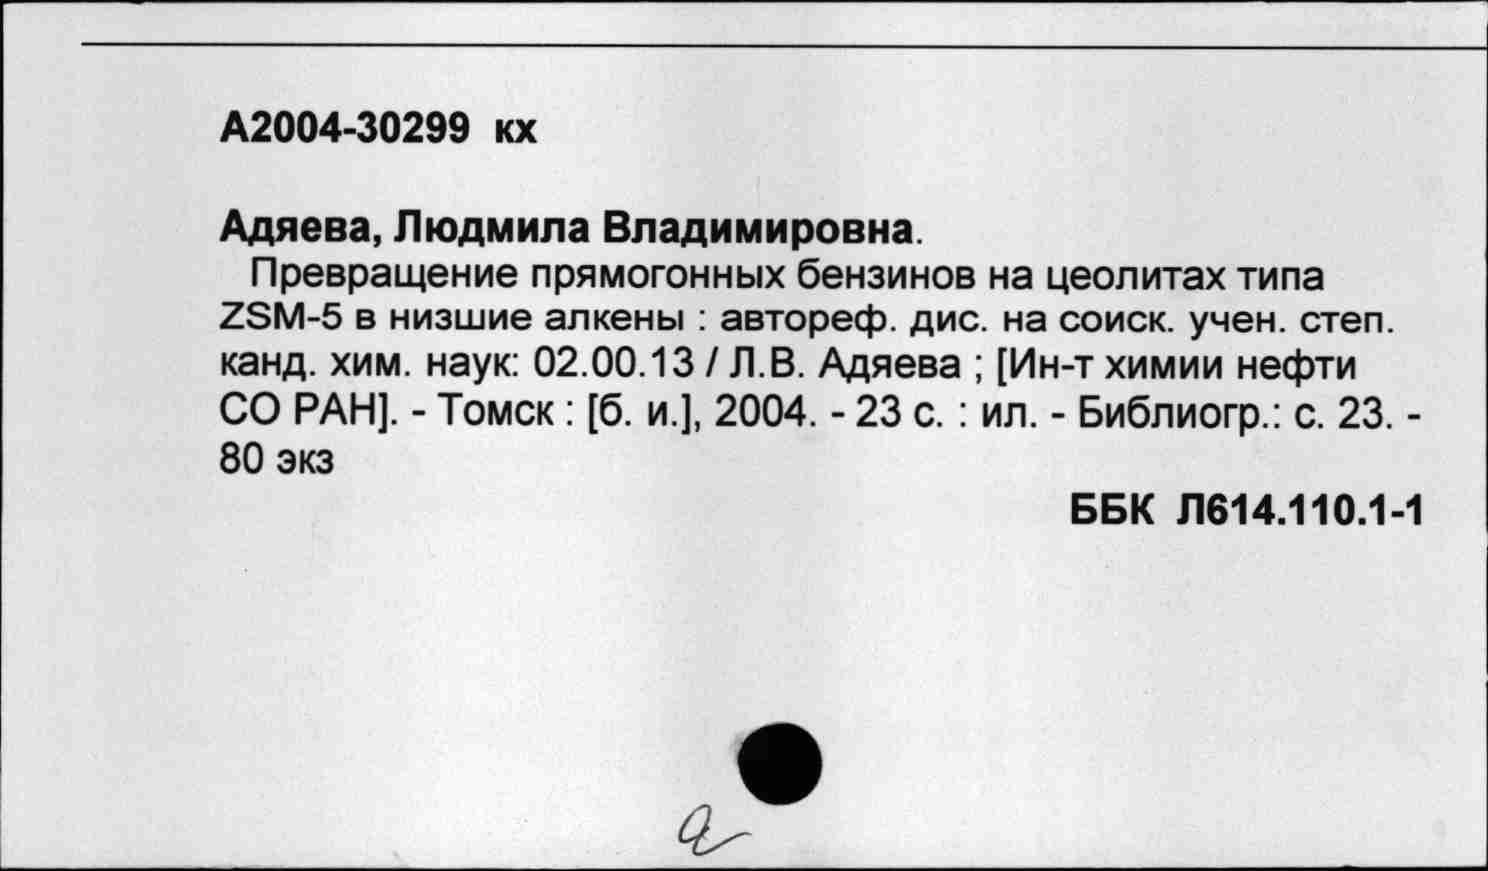 А2004-30299 кх
Адяева, Людмила Владимировна.
Превращение прямогонных бензинов на цеолитах типа
ZSM-5 в низшие алкены : автореф. дис. на соиск. учен. степ.
канд. хим. наук: 02.00.13 / Л.В. Адяева ; [Ин-т химии нефти
СО РАН]. - Томск : [б. и.], 2004. - 23 с. : ил. - Библиогр.: с. 23. -
80 экз
ББК Л614.110.1-1